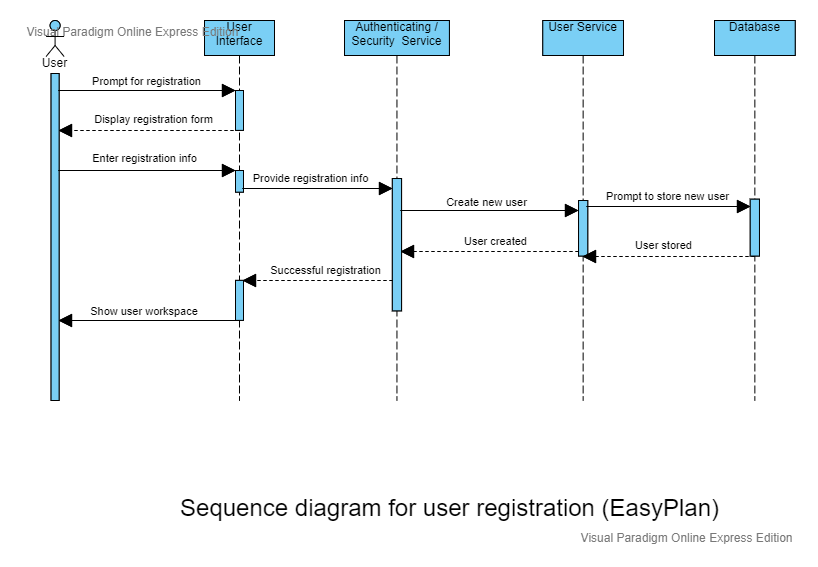 Visual Paradigm Online Express Edition
User
Interface
Authenticating /
Security Service
User Service
Database
User
Prompt for registration
Display registration form
Enter registration info
Provide registration info
Create new user
Prompt to store new user
User created
User stored
Successful registration
Show user workspace
Sequence diagram for user registration (EasyPlan)
Visual Paradigm Online Express Edition